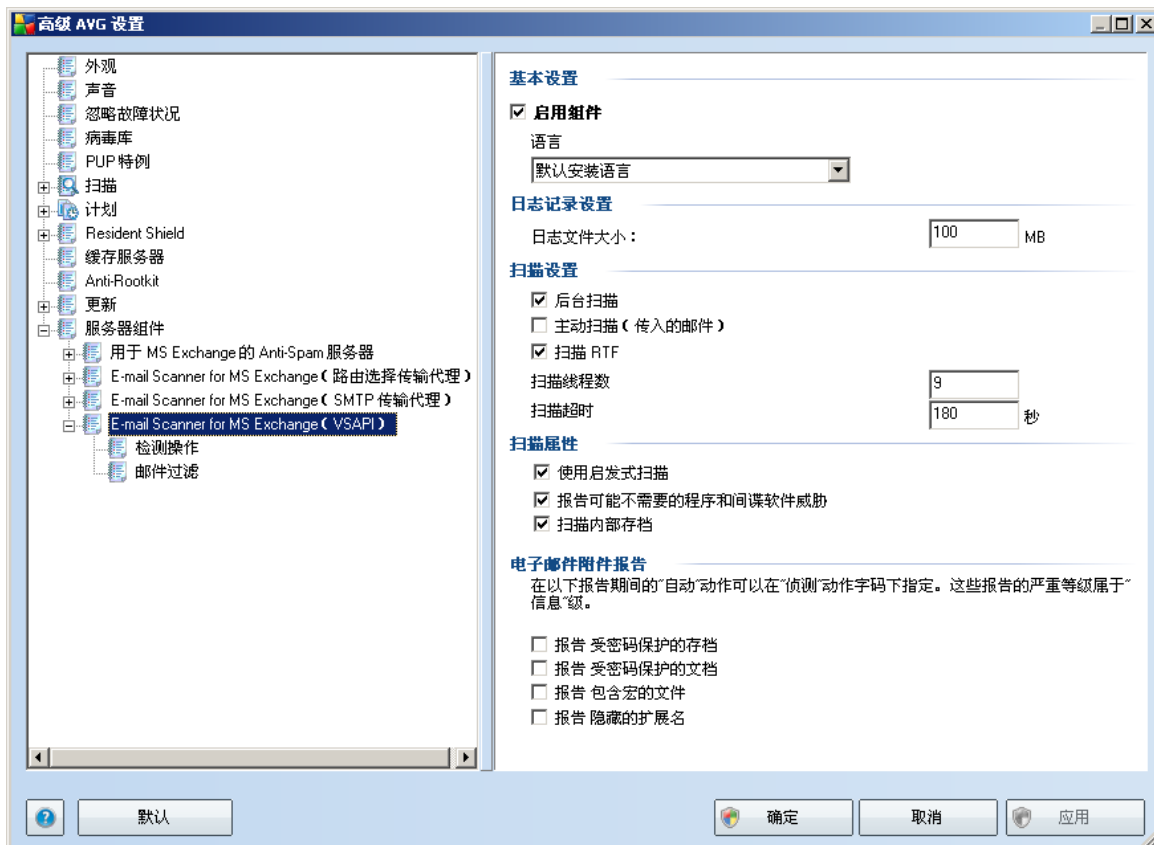 高级 AVG 设置
外观
声音
忽略故障状况
病毒库
PUP 特例
扫描
计划
Resident Shield
缓存服务器
Anti-Rootkit
更新
服务器组件
用于 MS Exchange 的 Anti-Spam 服务器
E-mail Scanner for MS Exchange（路由选择传输代理）
E-mail Scanner for MS Exchange（SMTP 传输代理）
E-mail Scanner for MS Exchange（VSAPI）
检测操作
邮件过滤
基本设置
启用组件
语言
默认安装语言
日志记录设置
日志文件大小： 100 MB
扫描设置
后台扫描
主动扫描（传入的邮件）
扫描 RTF
扫描线程数 9
扫描超时 180 秒
扫描属性
使用启发式扫描
报告可能不需要的程序和间谍软件威胁
扫描内部存档
电子邮件附件报告
在以下报告期间的"自动"动作可以在"侦测"动作字码下指定。这些报告的严重等级属于"
信息"级。
报告 受密码保护的存档
报告 受密码保护的文档
报告 包含宏的文件
报告 隐藏的扩展名
默认 确定 取消 应用